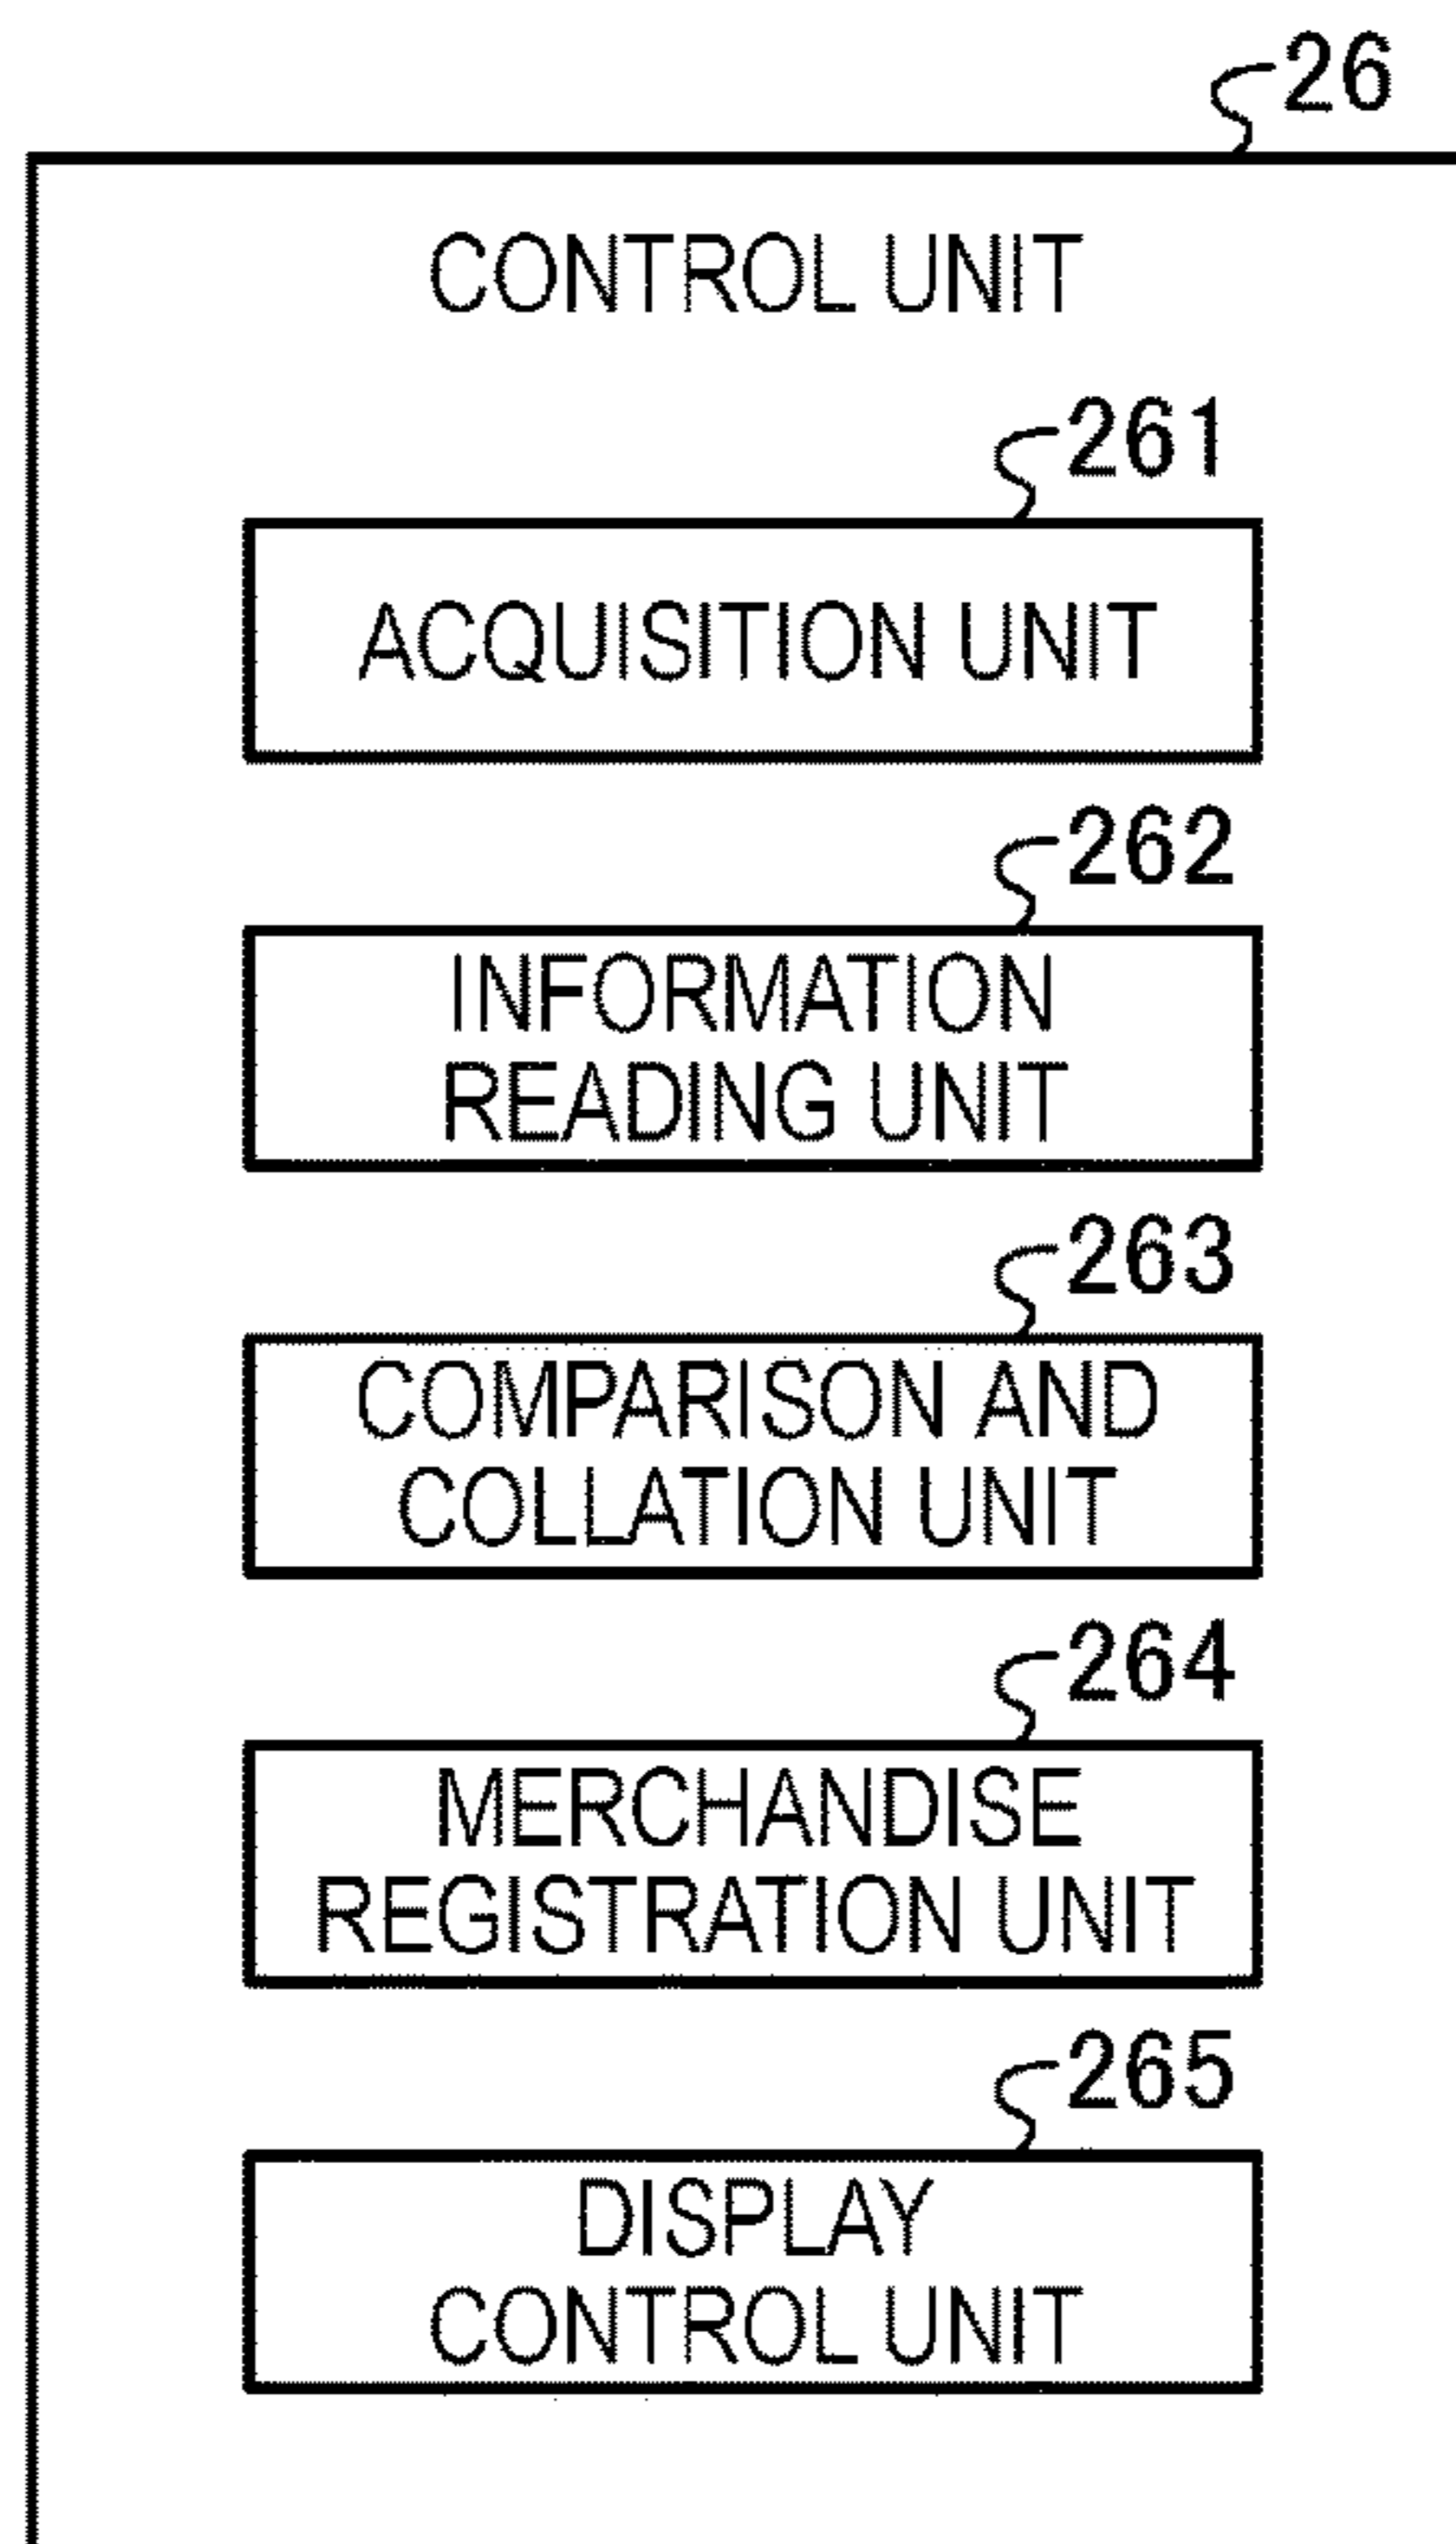 26
CONTROL UNIT
261
ACQUISITION UNIT
262
INFORMATION
READING UNIT
263
COMPARISON AND
COLLATION UNIT
264
MERCHANDISE
REGISTRATION UNIT
265
DISPLAY
CONTROL UNIT